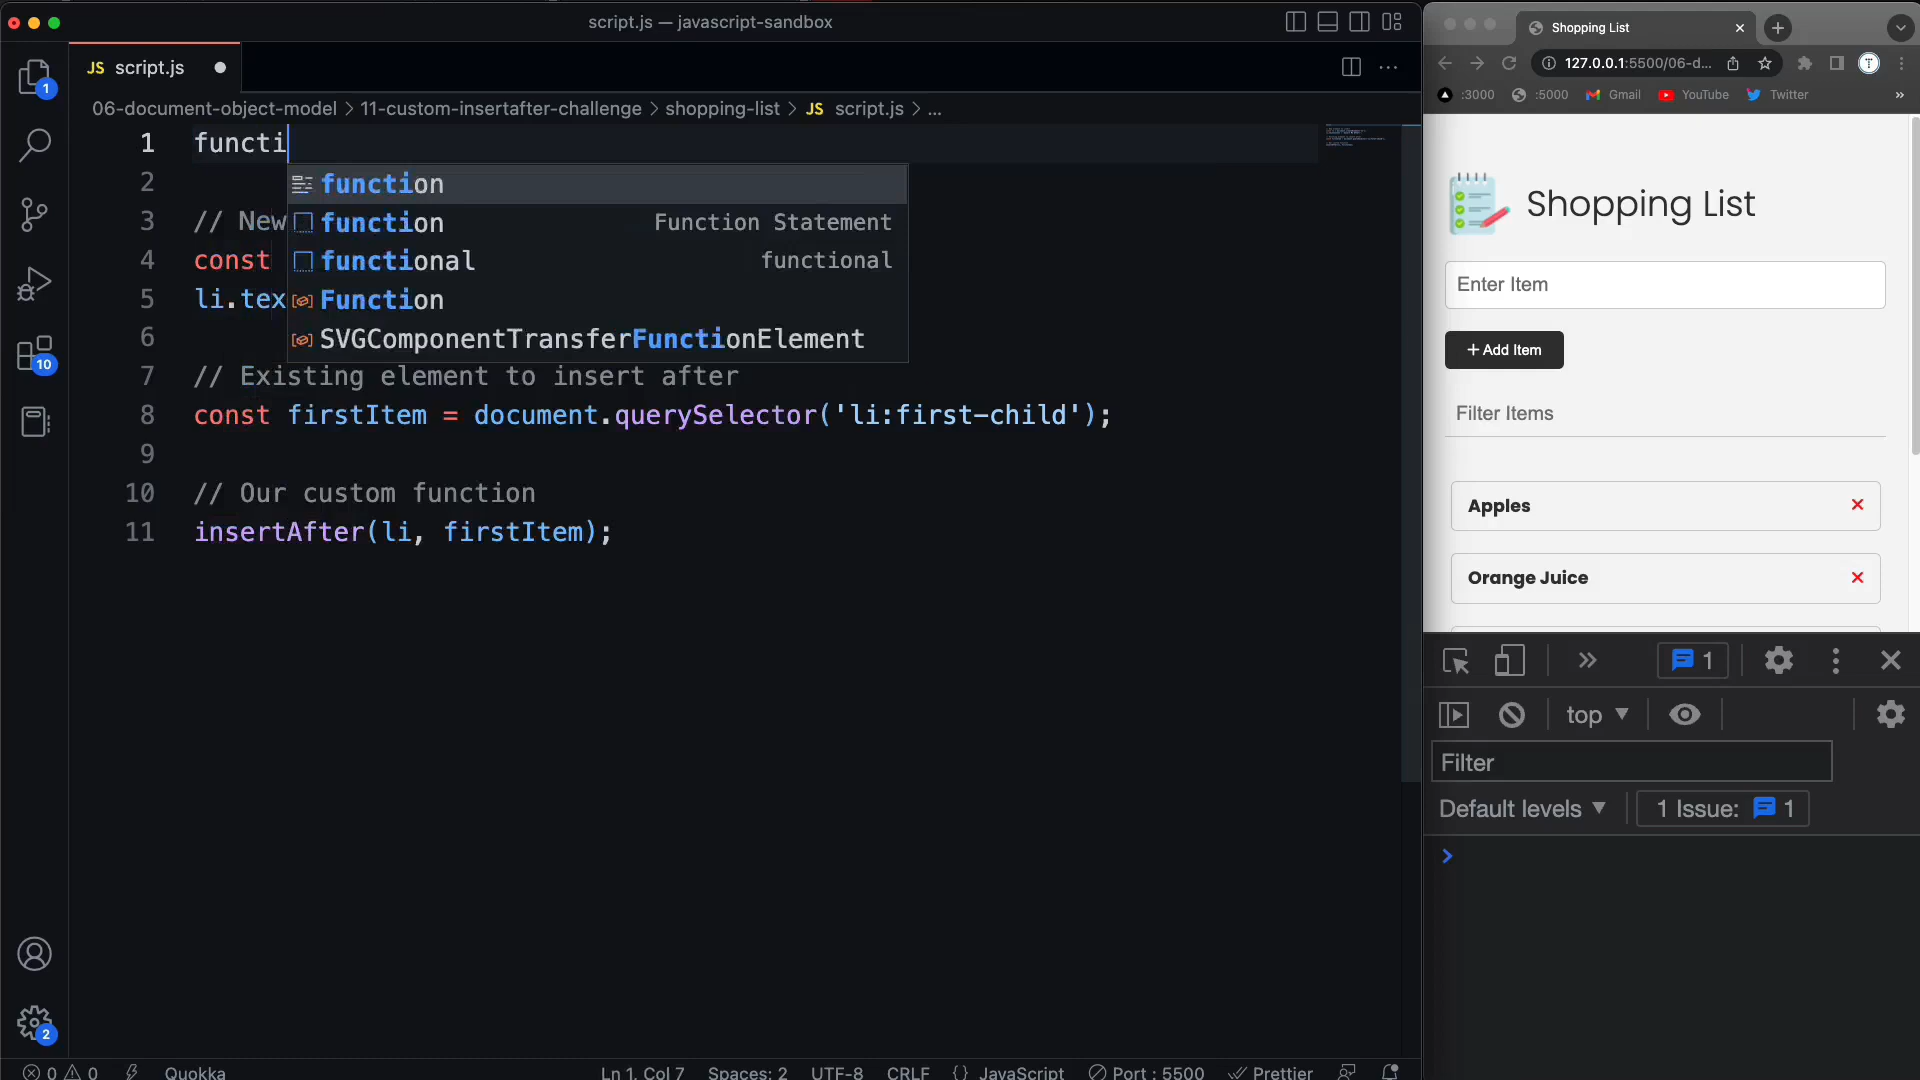 script.js — javascript-sandbox
JS script.js
06-document-object-model > 11-custom-insertafter-challenge > shopping-list > JS script.js > ...
1 functi
function
2
function Function Statement
3 // New
functional functional
4 const
Function
5 li.tex
SVGComponentTransferFunctionElement
6
7 // Existing element to insert after
8 const firstItem = document.querySelector('li:first-child');
9
10 // Our custom function
11 insertAfter(li, firstItem);
1
10
2
0 0 Quokka Ln 1, Col 7 Spaces: 2 UTF-8 CRLF {} JavaScript Port : 5500 Prettier
Shopping List
127.0.0.1:5500/06-d...
T
:3000 :5000 Gmail YouTube Twitter »
Shopping List
Enter Item
+ Add Item
Filter Items
Apples
Orange Juice
1
top
Filter
Default levels 1 Issue: 1